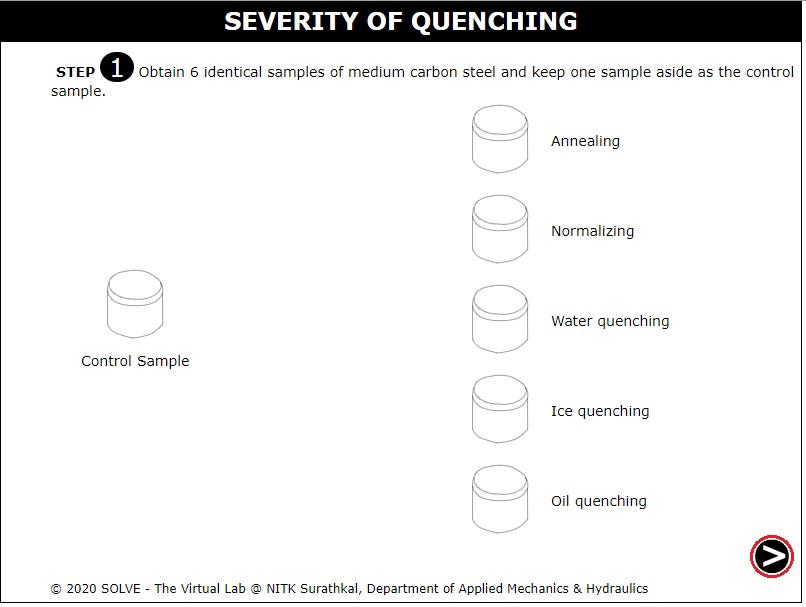 SEVERITY OF QUENCHING
STEP 1 Obtain 6 identical samples of medium carbon steel and keep one sample aside as the control
sample.
Annealing
Normalizing
Water quenching
Control Sample
Ice quenching
Oil quenching
>
© 2020 SOLVE - The Virtual Lab @ NITK Surathkal, Department of Applied Mechanics & Hydraulics